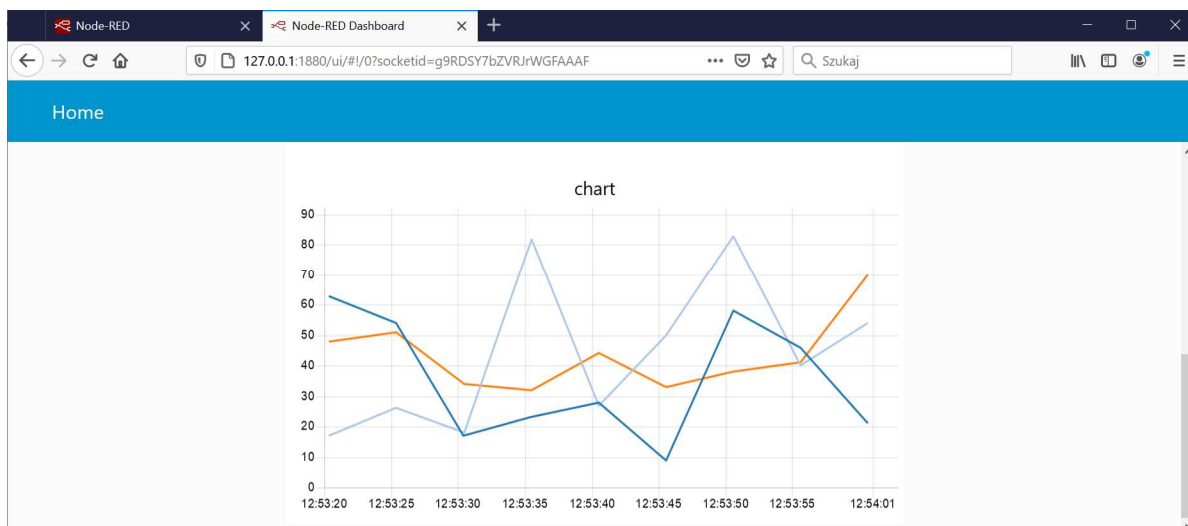 Node-RED
Node-RED Dashboard
127.0.0.1:1880/ui/#!/0?socketid=g9RDSY7bZVRJrWGFAAAF
Szukaj
Home
chart
90
80
70
60
50
40
30
20
10
0
12:53:20 12:53:25 12:53:30 12:53:35 12:53:40 12:53:45 12:53:50 12:53:55 12:54:01